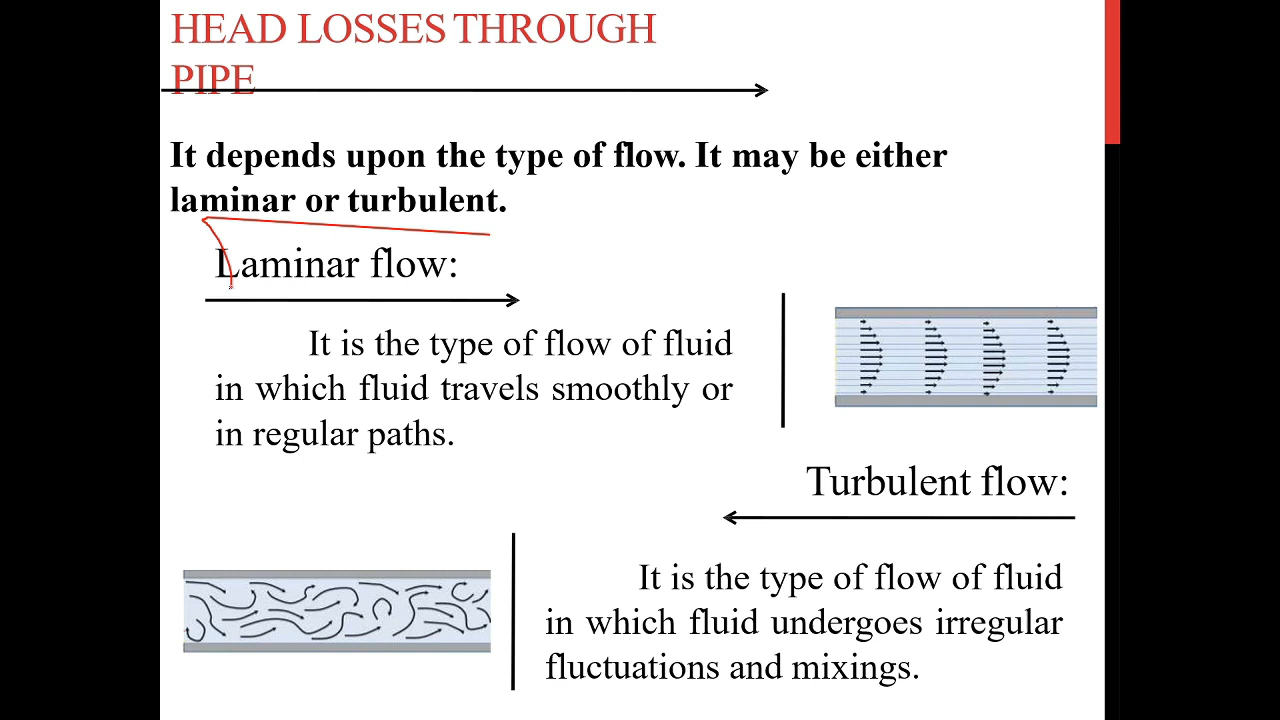 HEAD LOSSES THROUGH
PIPE
It depends upon the type of flow. It may be either
laminar or turbulent.
Laminar flow:
It is the type of flow of fluid
in which fluid travels smoothly or
in regular paths.
Turbulent flow:
It is the type of flow of fluid
in which fluid undergoes irregular
fluctuations and mixings.